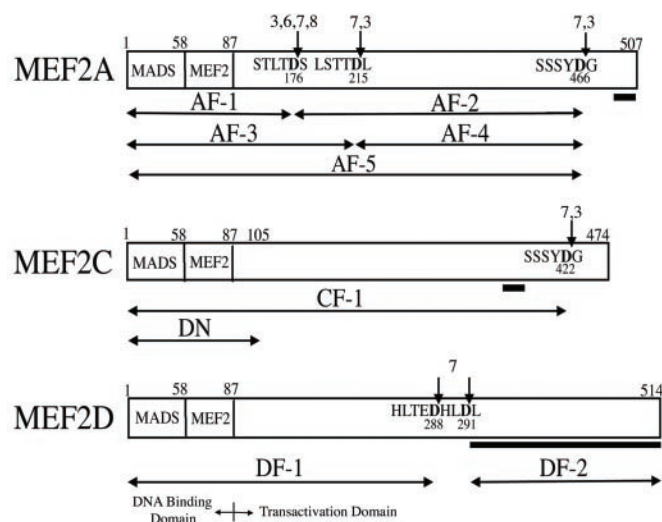 3,6,7,8 7,3 7,3
1 58 87 507
MEF2A MADS MEF2 STLTDS LSTTDL SSSYDG
176 215 466
AF-1 AF-2
AF-3 AF-4
AF-5
7,3
1 58 87 105 474
MEF2C MADS MEF2 SSSYDG
422
CF-1
DN
7
1 58 87 514
MEF2D MADS MEF2 HLTEDHLDL
288 291
DF-1 DF-2
DNA Binding Transactivation Domain
Domain